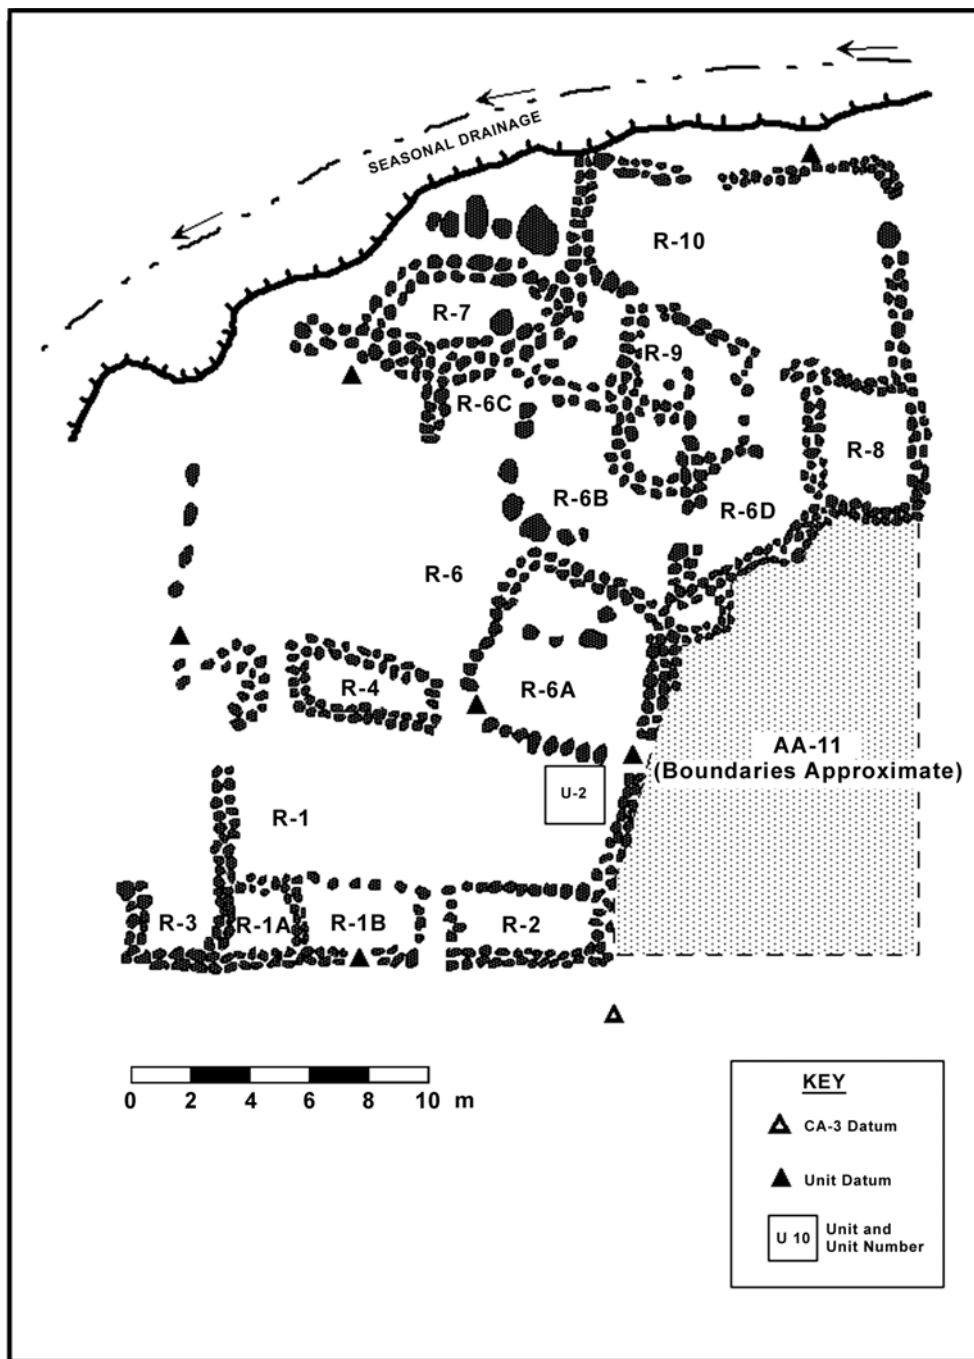 SEASONAL DRAINAGE
R-10
R-7
R-9
R-6C
R-8
R-6B
R-6D
R-6
R-4
R-6A
AA-11
(Boundaries Approximate)
U-2
R-1
R-3
R-1A
R-1B
R-2
0 2 4 6 8 10 m
KEY
CA-3 Datum
Unit Datum
U 10
Unit and
Unit Number